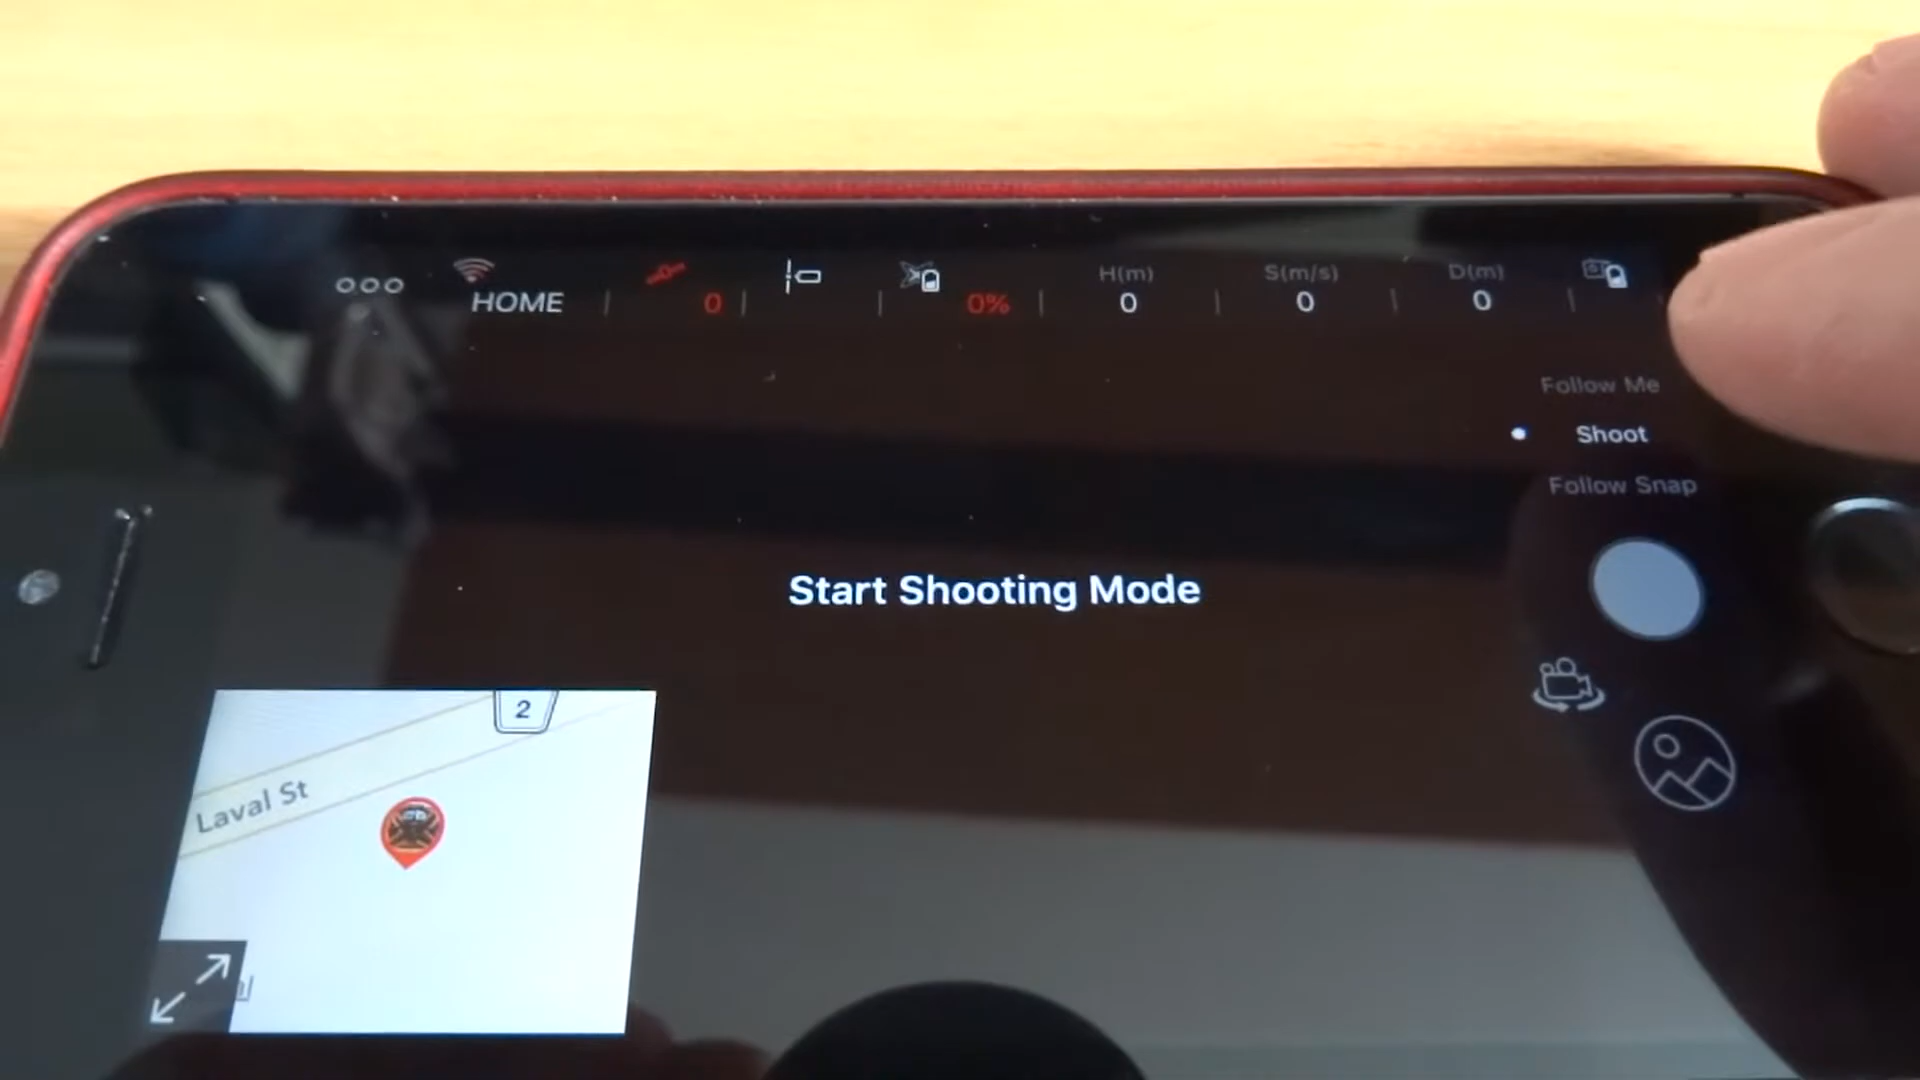 H(m) S(m/s) D(m)
HOME 0 0% 0 0 0
Follow Me
Shoot
Follow Snap
Start Shooting Mode
2
Laval St